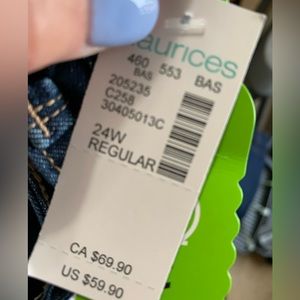 aurices
460 553 BAS
BAS
205235
C258
30405013C
24W
REGULAR
CA $69.90
US $59.90